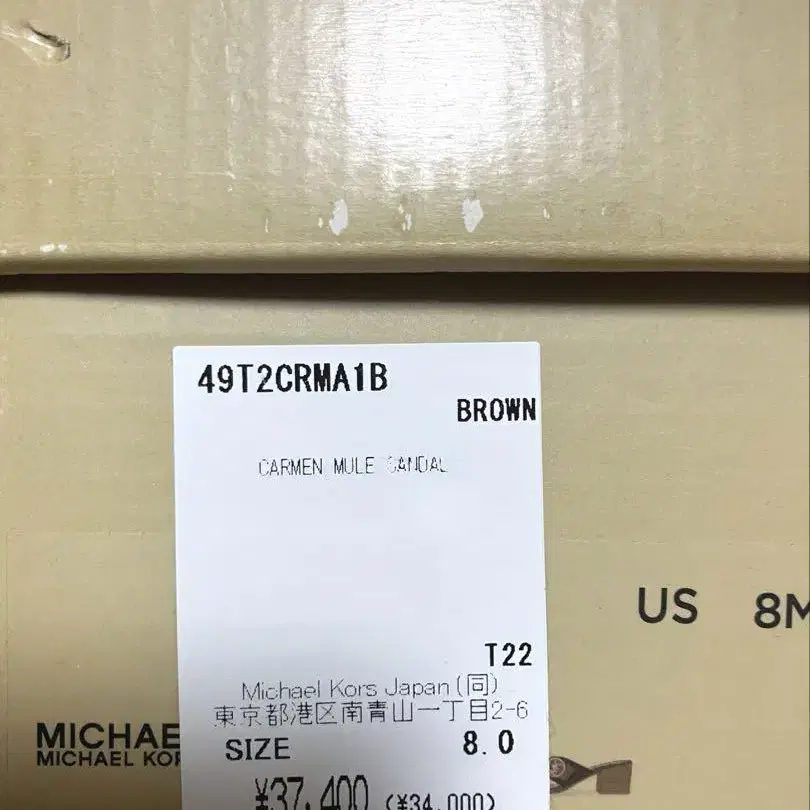 49T2CRMA1B
BROWN
CARMEN MULE SANDAL
US 8M
T22
Michael Kors Japan(同)
東京都港区南青山一丁目2-6
MICHAE
MICHAEL KOR
SIZE 8.0
¥37,400 (¥34,000)